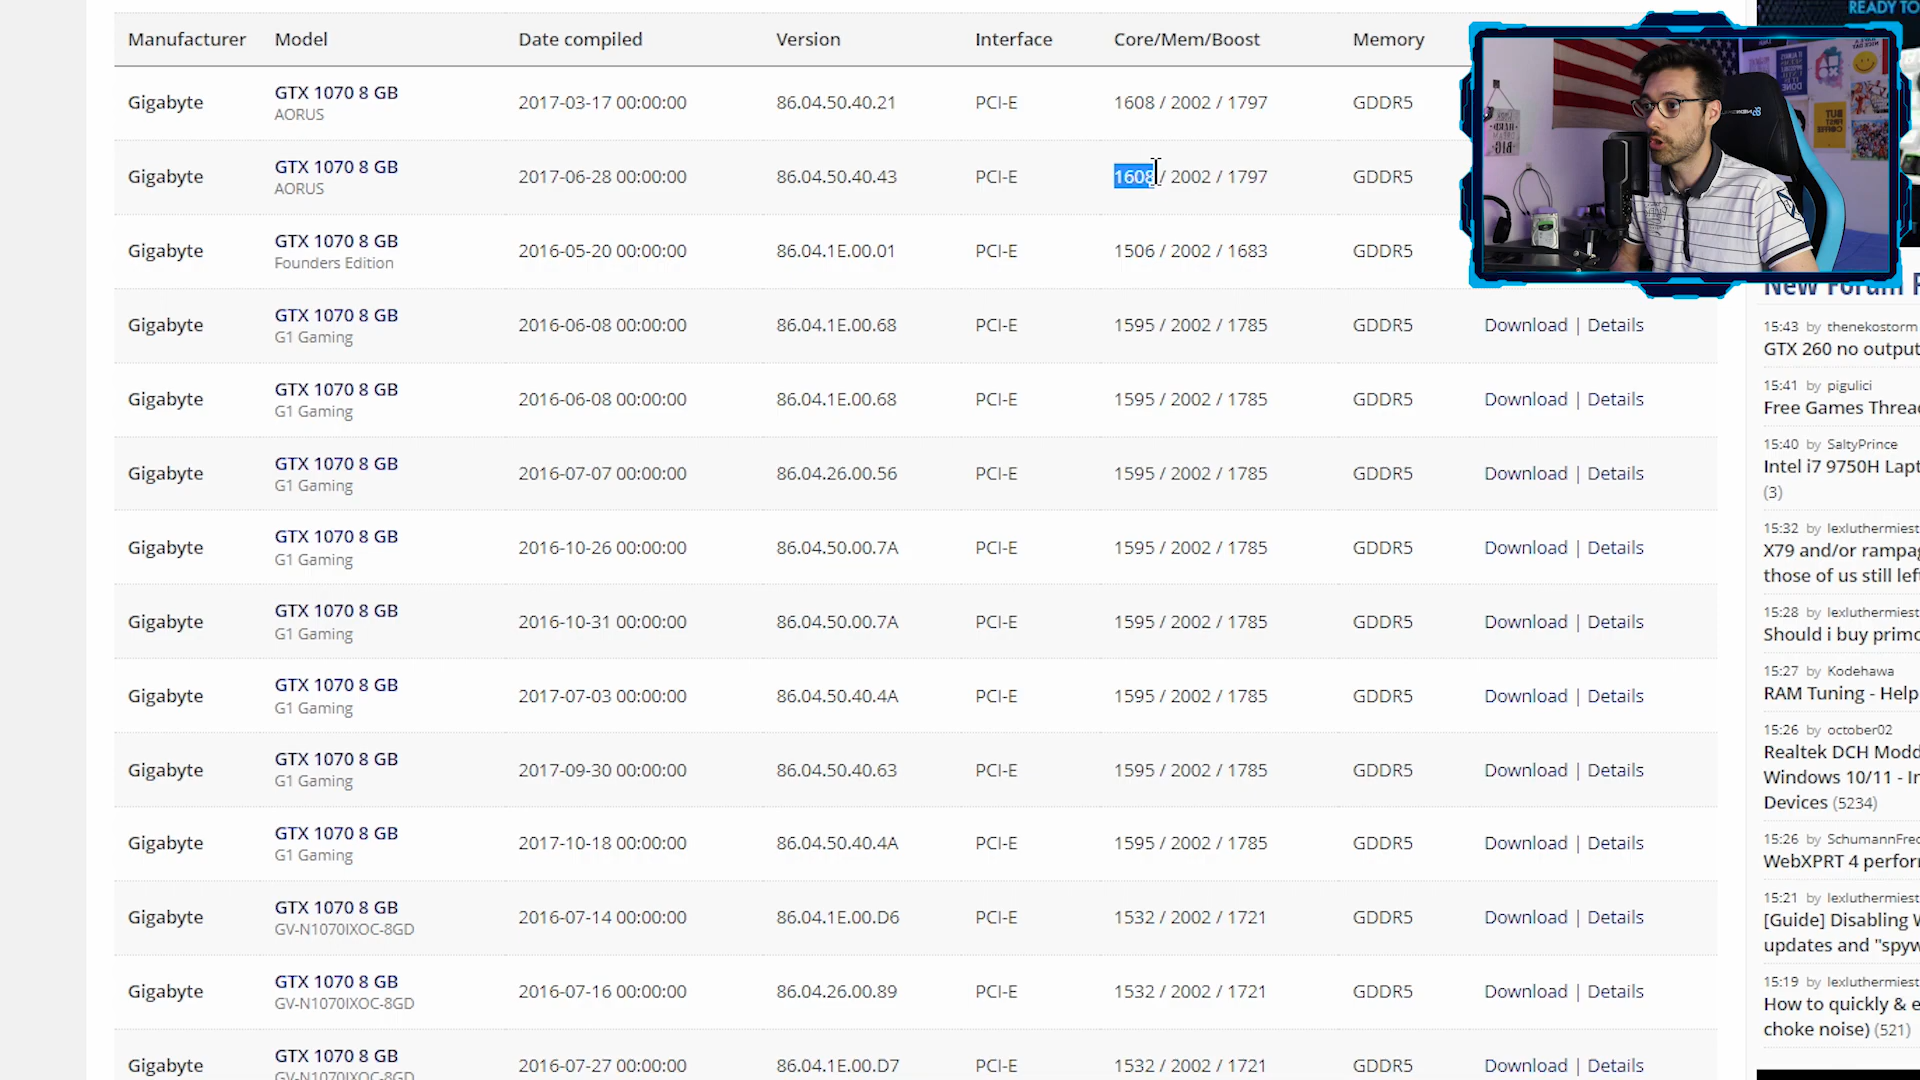 Manufacturer Model Date compiled Version Interface Core/Mem/Boost Memory
Gigabyte GTX 1070 8 GB 2017-03-17 00:00:00 86.04.50.40.21 PCI-E 1608 / 2002 / 1797 GDDR5
AORUS
Gigabyte GTX 1070 8 GB 2017-06-28 00:00:00 86.04.50.40.43 PCI-E 1608 / 2002 / 1797 GDDR5
AORUS
Gigabyte GTX 1070 8 GB 2016-05-20 00:00:00 86.04.1E.00.01 PCI-E 1506 / 2002 / 1683 GDDR5
Founders Edition
Gigabyte GTX 1070 8 GB 2016-06-08 00:00:00 86.04.1E.00.68 PCI-E 1595 / 2002 / 1785 GDDR5 Download | Details
G1 Gaming
Gigabyte GTX 1070 8 GB 2016-06-08 00:00:00 86.04.1E.00.68 PCI-E 1595 / 2002 / 1785 GDDR5 Download | Details
G1 Gaming
Gigabyte GTX 1070 8 GB 2016-07-07 00:00:00 86.04.26.00.56 PCI-E 1595 / 2002 / 1785 GDDR5 Download | Details
G1 Gaming
Gigabyte GTX 1070 8 GB 2016-10-26 00:00:00 86.04.50.00.7A PCI-E 1595 / 2002 / 1785 GDDR5 Download | Details
G1 Gaming
Gigabyte GTX 1070 8 GB 2016-10-31 00:00:00 86.04.50.00.7A PCI-E 1595 / 2002 / 1785 GDDR5 Download | Details
G1 Gaming
Gigabyte GTX 1070 8 GB 2017-07-03 00:00:00 86.04.50.40.4A PCI-E 1595 / 2002 / 1785 GDDR5 Download | Details
G1 Gaming
Gigabyte GTX 1070 8 GB 2017-09-30 00:00:00 86.04.50.40.63 PCI-E 1595 / 2002 / 1785 GDDR5 Download | Details
G1 Gaming
Gigabyte GTX 1070 8 GB 2017-10-18 00:00:00 86.04.50.40.4A PCI-E 1595 / 2002 / 1785 GDDR5 Download | Details
G1 Gaming
Gigabyte GTX 1070 8 GB 2016-07-14 00:00:00 86.04.1E.00.D6 PCI-E 1532 / 2002 / 1721 GDDR5 Download | Details
GV-N1070IXOC-8GD
Gigabyte GTX 1070 8 GB 2016-07-16 00:00:00 86.04.26.00.89 PCI-E 1532 / 2002 / 1721 GDDR5 Download | Details
GV-N1070IXOC-8GD
Gigabyte GTX 1070 8 GB 2016-07-27 00:00:00 86.04.1E.00.D7 PCI-E 1532 / 2002 / 1721 GDDR5 Download | Details
GV-N1070IXOC-8GD
READY TO
New Forum P
15:43 by thenekostorm
GTX 260 no output
15:41 by pigulici
Free Games Threa
15:40 by SaltyPrince
Intel i7 9750H Lapt
(3)
15:32 by lexluthermiest
X79 and/or rampag
those of us still lef
15:28 by lexluthermiest
Should i buy primo
15:27 by Kodehawa
RAM Tuning - Help
15:26 by october02
Realtek DCH Modd
Windows 10/11 - In
Devices (5234)
15:26 by SchumannFred
WebXPRT 4 perfor
15:21 by lexluthermiest
[Guide] Disabling W
updates and "spyw
15:19 by lexluthermiest
How to quickly & e
choke noise) (521)